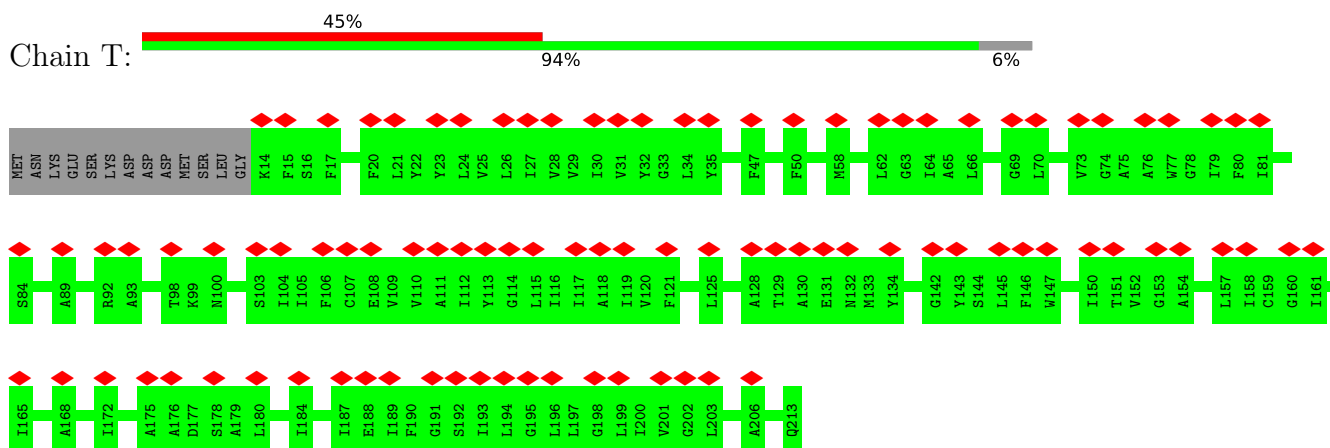 45%
Chain T:
94% 6%
MET ASN LYS GLU SER LYS ASP ASP ASP MET SER LEU GLY K14 F15 S16 F17 F20 L21 Y22 Y23 L24 V25 L26 I27 V28 V29 I30 V31 Y32 G33 L34 Y35 F47 F50 M58 L62 G63 I64 A65 L66 G69 L70 V73 G74 A75 A76 W77 G78 I79 F80 I81
S84 A89 R92 A93 T98 K99 N100 S103 I104 I105 F106 C107 E108 V109 V110 A111 I112 Y113 G114 L115 I116 I117 A118 I119 V120 F121 L125 A128 T129 A130 E131 N132 M133 Y134 G142 Y143 S144 L145 F146 W147 I150 T151 V152 G153 A154 L157 I158 C159 G160 I161
I165 A168 I172 A175 A176 D177 S178 A179 L180 I184 I187 E188 I189 F190 G191 S192 I193 L194 G195 L196 L197 G198 L199 I200 V201 G202 L203 A206 Q213